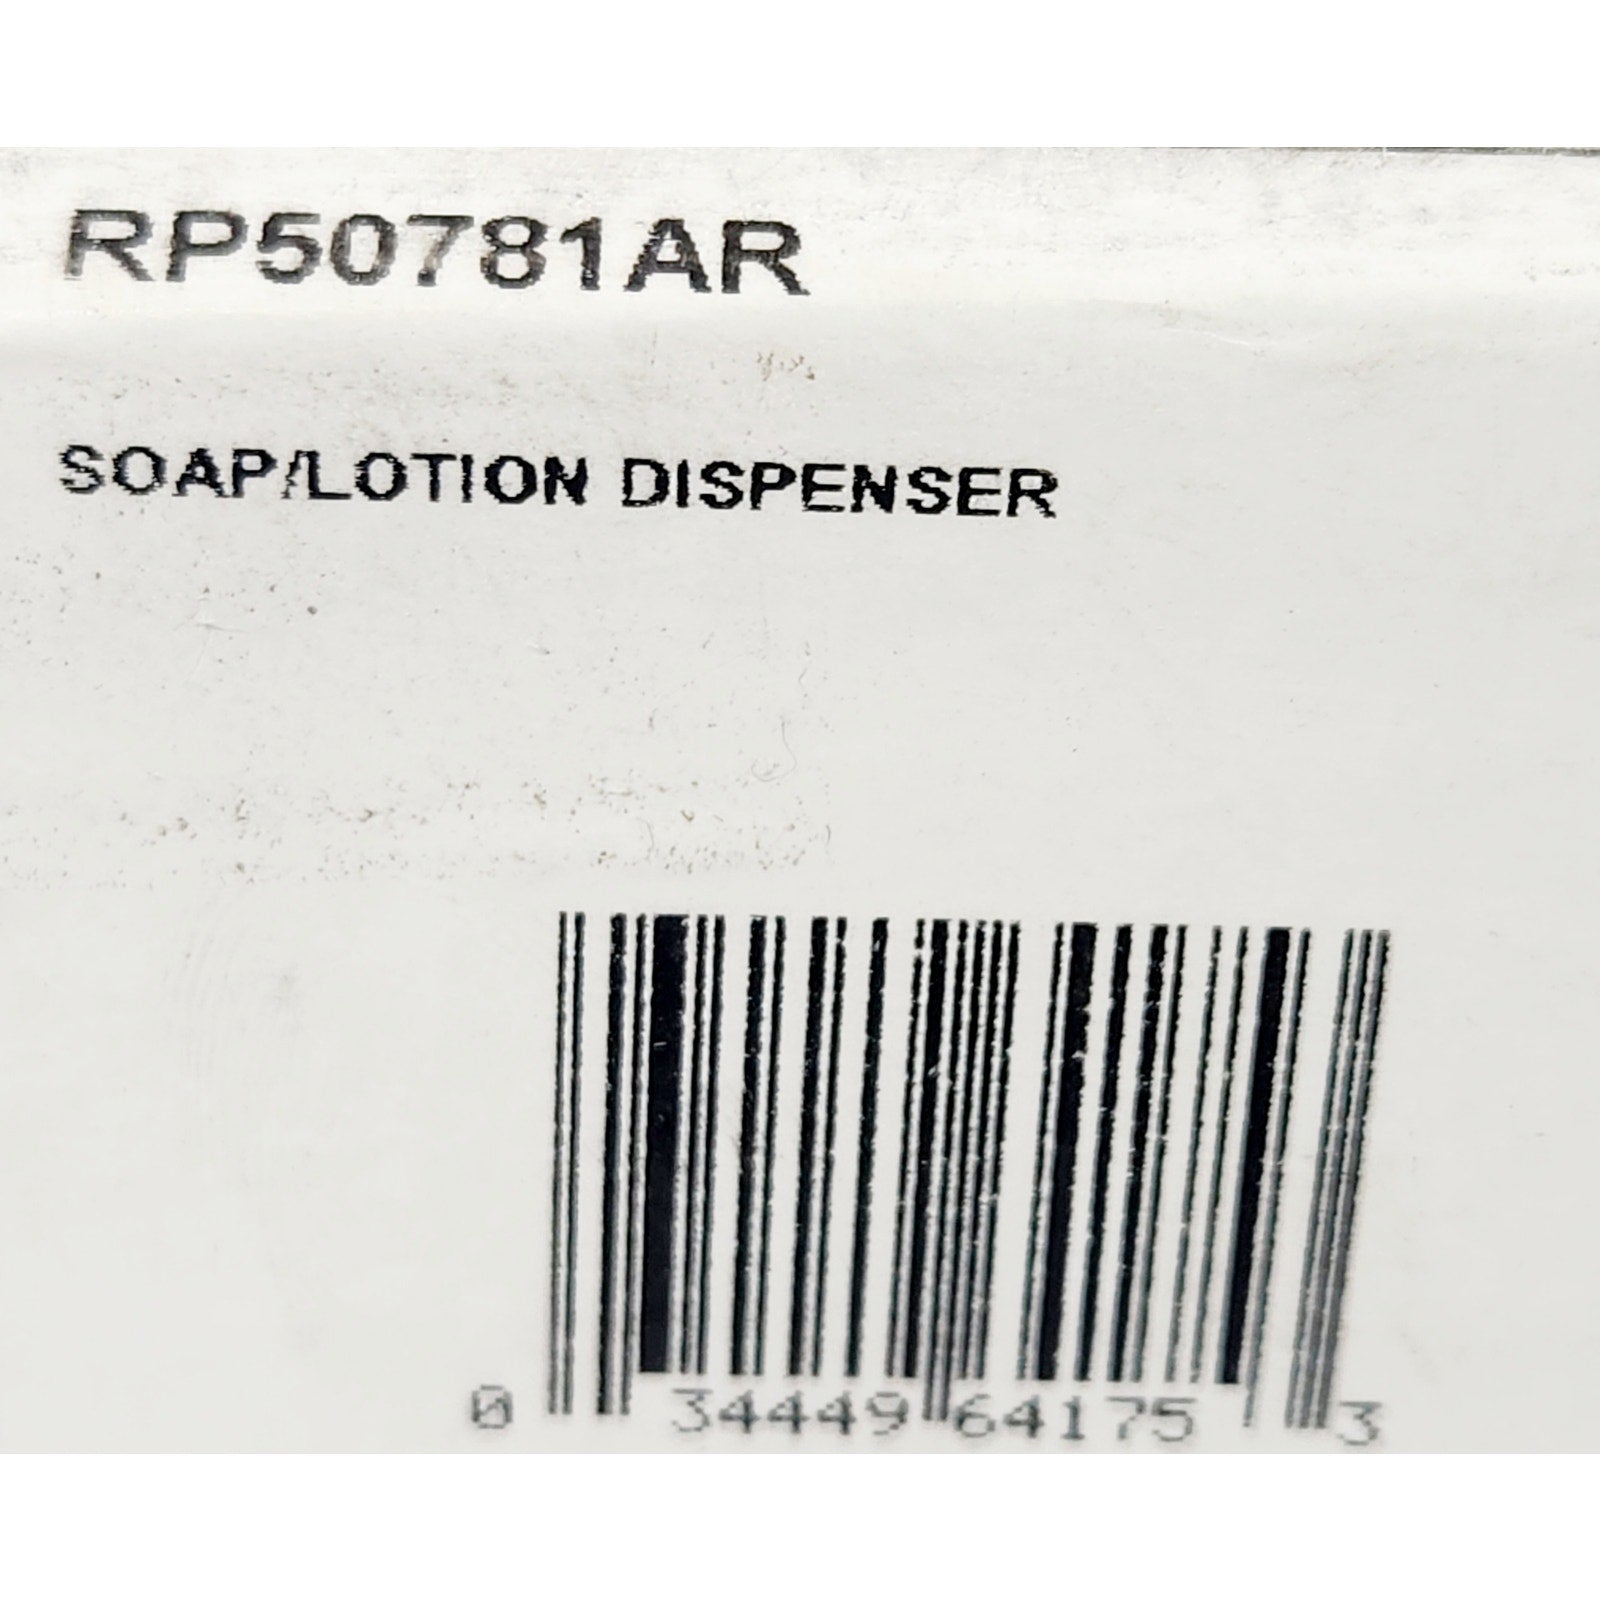 RP50781AR
SOAP/LOTION DISPENSER
0 34449 64175 3